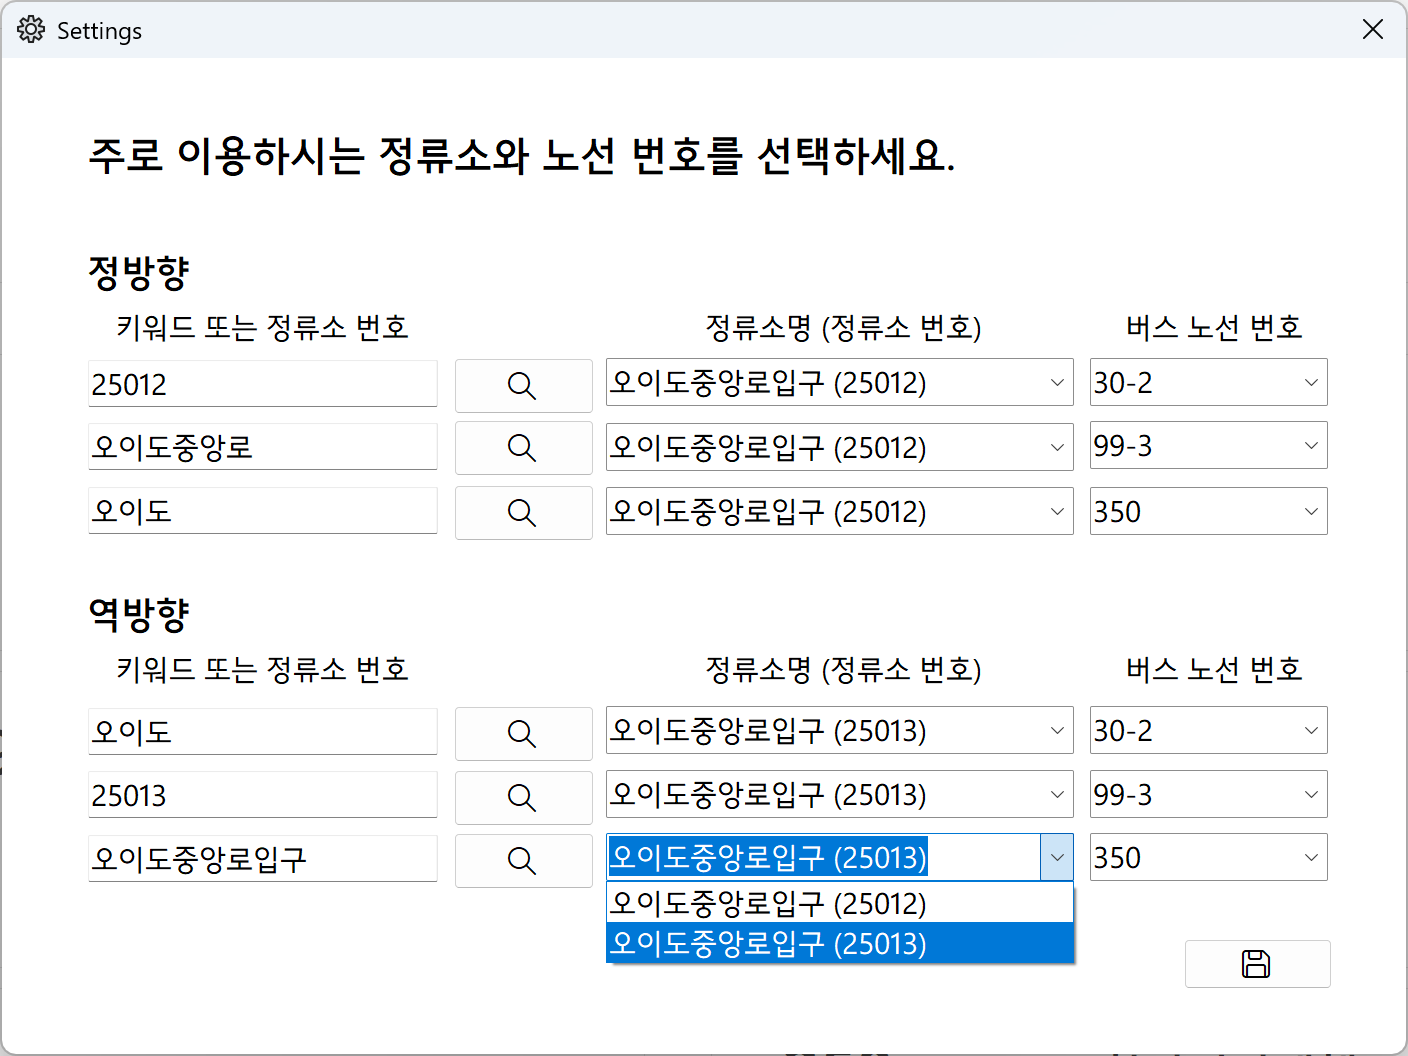 Settings
주로 이용하시는 정류소와 노선 번호를 선택하세요.
정방향
키워드 또는 정류소 번호 정류소명 (정류소 번호) 버스 노선 번호
25012 오이도중앙로입구 (25012) 30-2
오이도중앙로 오이도중앙로입구 (25012) 99-3
오이도 오이도중앙로입구 (25012) 350
역방향
키워드 또는 정류소 번호 정류소명 (정류소 번호) 버스 노선 번호
오이도 오이도중앙로입구 (25013) 30-2
25013 오이도중앙로입구 (25013) 99-3
오이도중앙로입구 오이도중앙로입구 (25013) 350
오이도중앙로입구 (25012)
오이도중앙로입구 (25013)